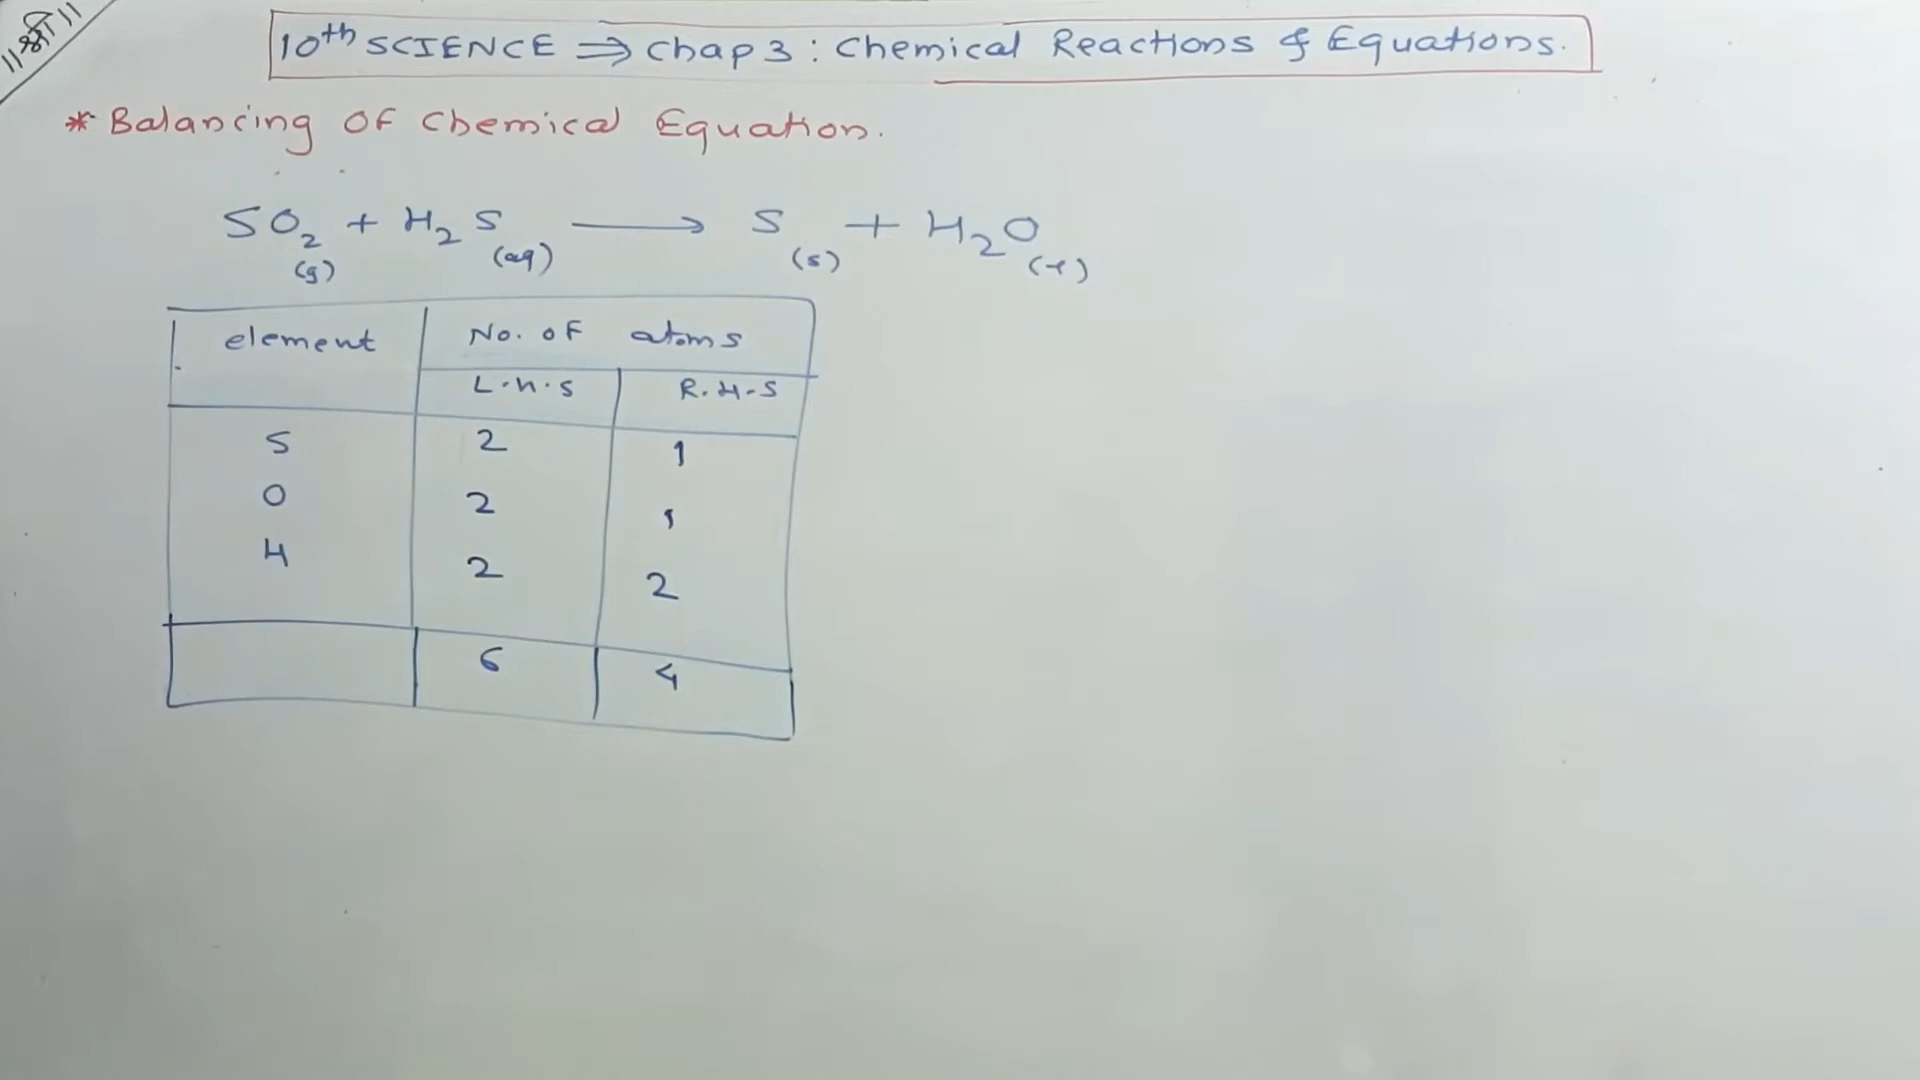 ॥श्री॥
10th SCIENCE ⇒ Chap 3 : Chemical Reactions & Equations.
* Balancing of Chemical Equation.
SO2 (g) + H2S (aq) ⟶ S (s) + H2O (l)
element No. of atoms
L.h.s R.H.S
S 2 1
O 2 1
H 2 2
6 4